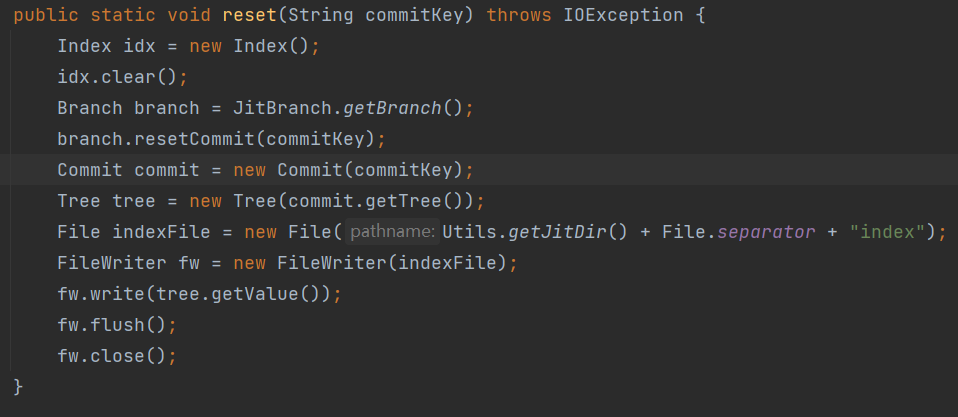 public static void reset(String commitKey) throws IOException {
    Index idx = new Index();
    idx.clear();
    Branch branch = JitBranch.getBranch();
    branch.resetCommit(commitKey);
    Commit commit = new Commit(commitKey);
    Tree tree = new Tree(commit.getTree());
    File indexFile = new File( pathname: Utils.getJitDir() + File.separator + "index");
    FileWriter fw = new FileWriter(indexFile);
    fw.write(tree.getValue());
    fw.flush();
    fw.close();
}